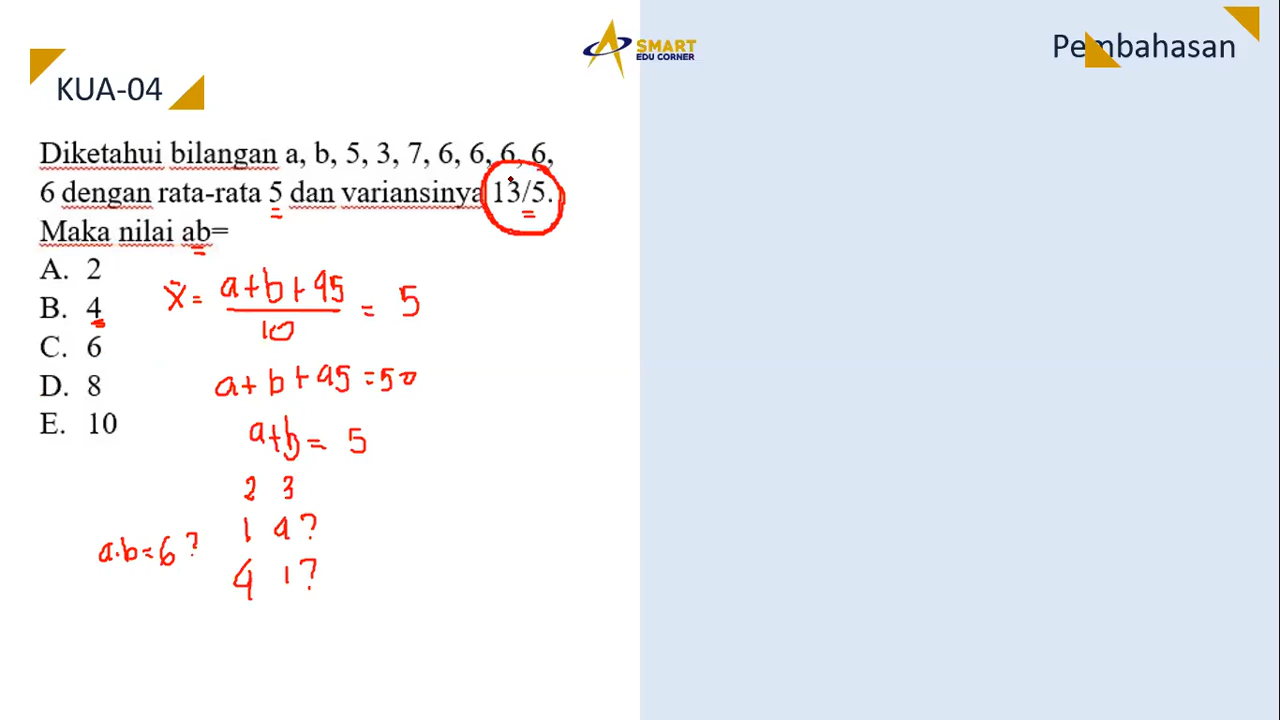 SMART
EDU CORNER
Pembahasan
KUA-04
Diketahui bilangan a, b, 5, 3, 7, 6, 6, 6, 6,
6 dengan rata-rata 5 dan variansinya 13/5.
Maka nilai ab=
A. 2
B. 4
C. 6
D. 8
E. 10
x̄ = a+b+45 / 10 = 5
a+b+45=50
a+b = 5
2 3
1 4?
a.b=6?
4 1?